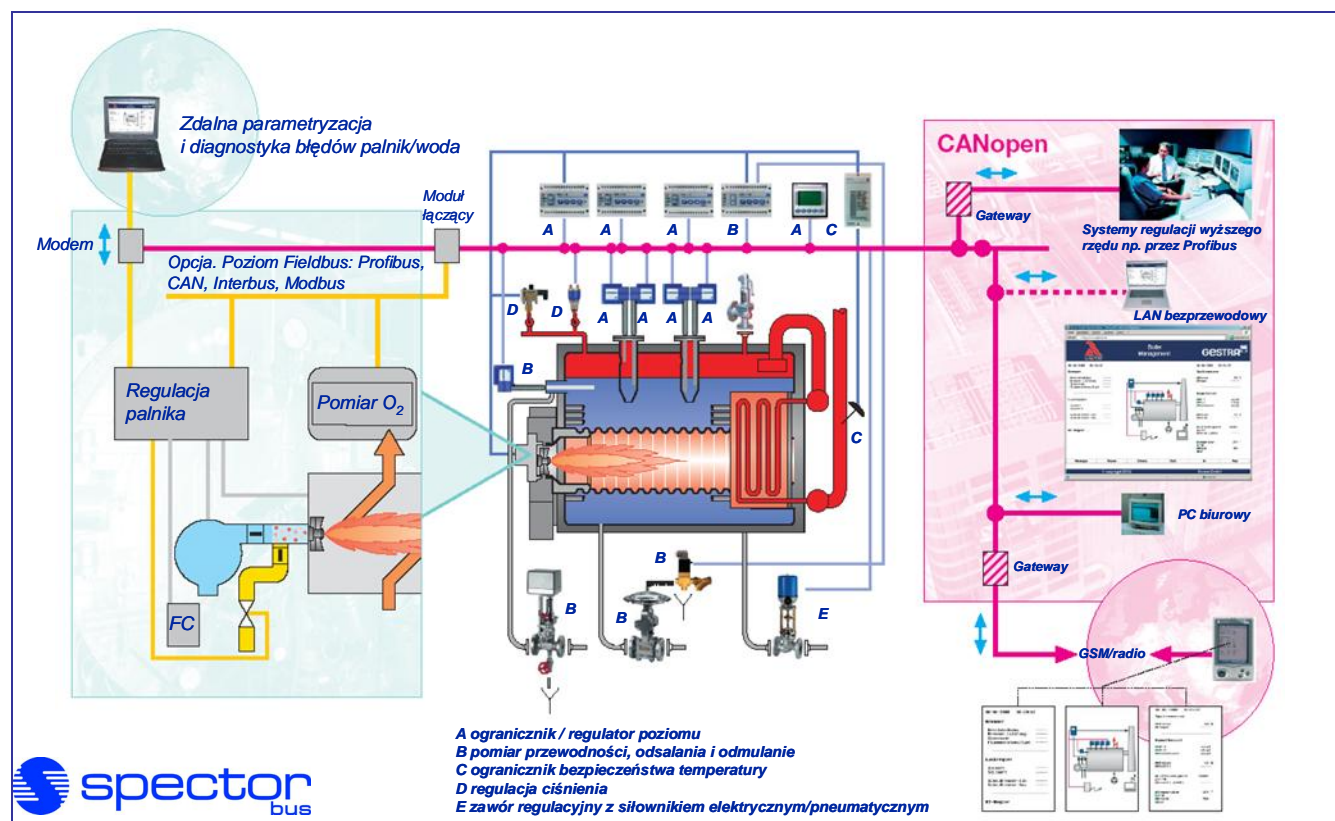 Zdalna parametryzacja
i diagnostyka błędów palnik/woda
Moduł
łączący
Modem
Opcja. Poziom Fieldbus: Profibus,
CAN, Interbus, Modbus
Regulacja
palnika
Pomiar O₂
FC
A
A
A
B
A
C
D
D
A
A
A
A
B
C
B
B
B
E
CANopen
Gateway
Systemy regulacji wyższego
rzędu np. przez Profibus
LAN bezprzewodowy
Boiler
Management
GESTRA
PC biurowy
Gateway
GSM/radio
A ogranicznik / regulator poziomu
B pomiar przewodności, odsalania i odmulanie
C ogranicznik bezpieczeństwa temperatury
D regulacja ciśnienia
E zawór regulacyjny z siłownikiem elektrycznym/pneumatycznym
spector
bus